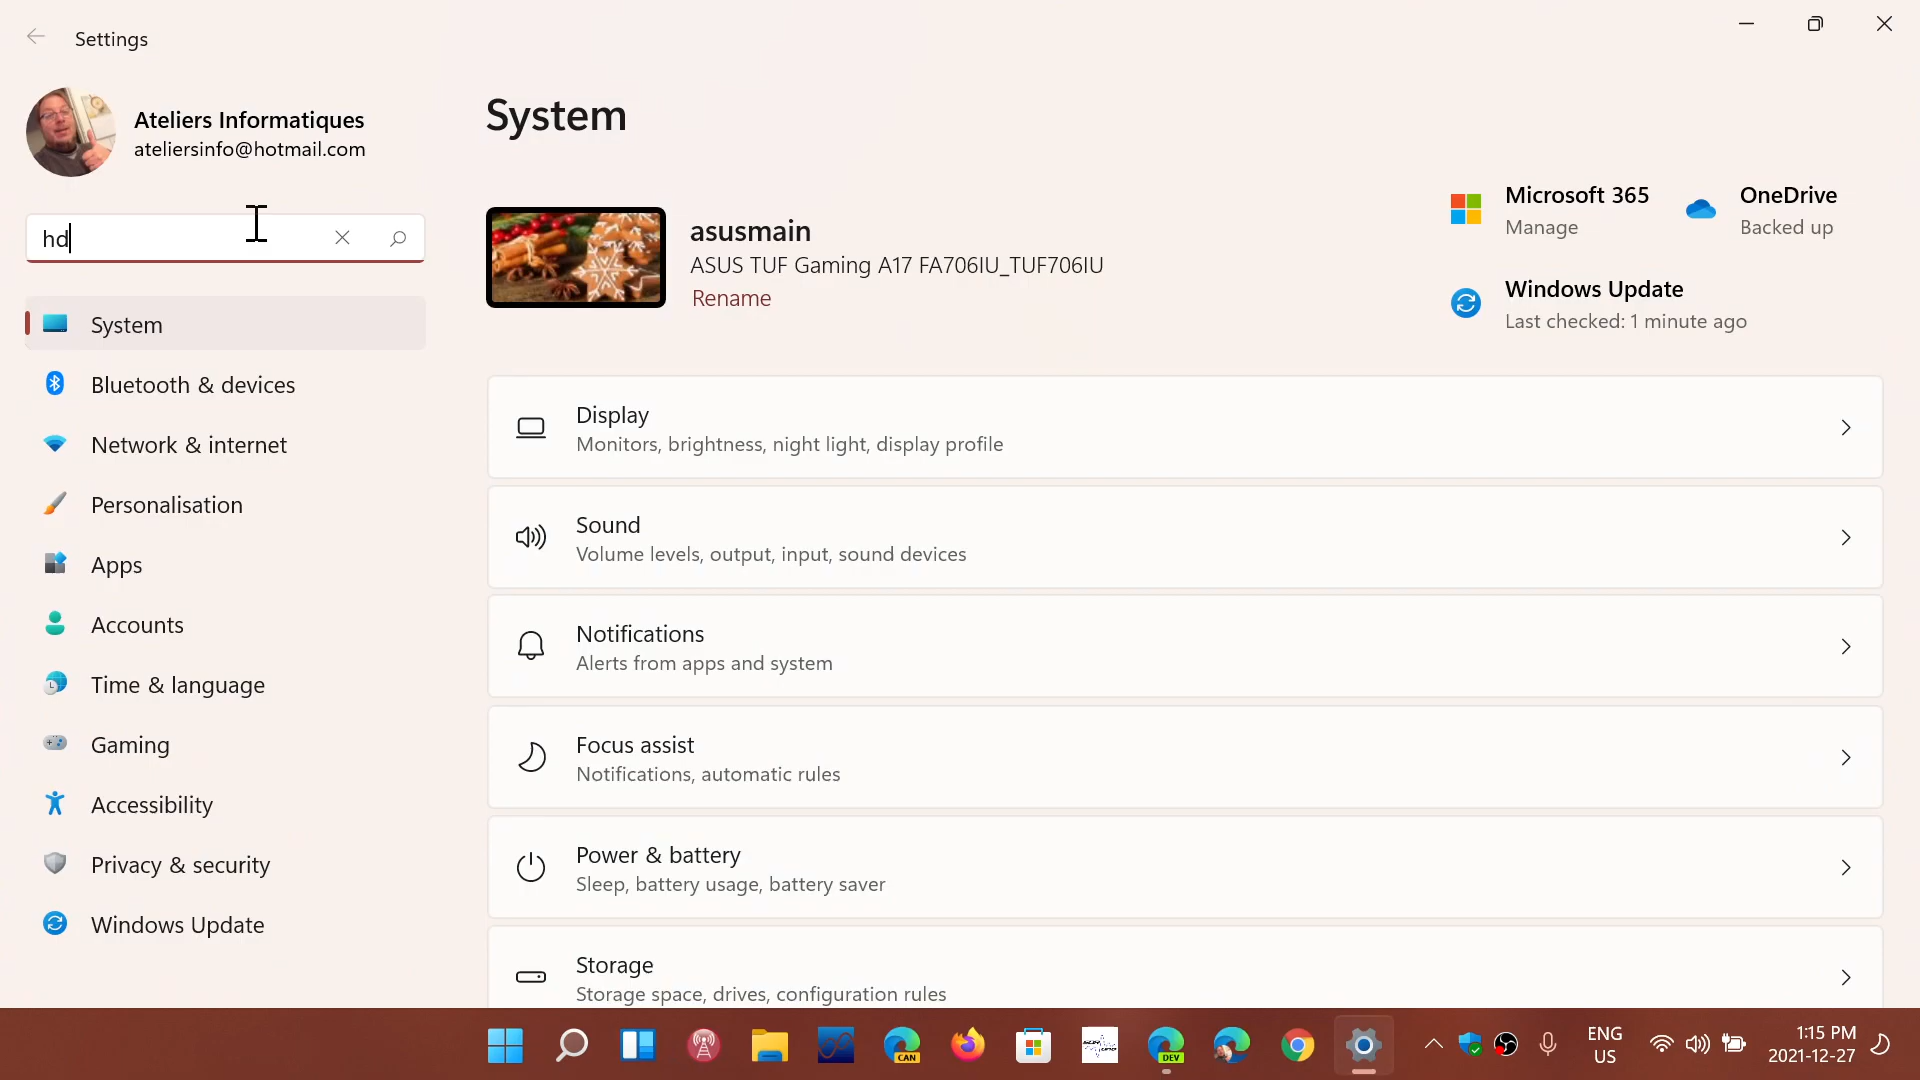 Settings
Ateliers Informatiques
ateliersinfo@hotmail.com
hd
System
Bluetooth & devices
Network & internet
Personalisation
Apps
Accounts
Time & language
Gaming
Accessibility
Privacy & security
Windows Update
System
asusmain
ASUS TUF Gaming A17 FA706IU_TUF706IU
Rename
Microsoft 365
Manage
OneDrive
Backed up
Windows Update
Last checked: 1 minute ago
Display
Monitors, brightness, night light, display profile
Sound
Volume levels, output, input, sound devices
Notifications
Alerts from apps and system
Focus assist
Notifications, automatic rules
Power & battery
Sleep, battery usage, battery saver
Storage
Storage space, drives, configuration rules
CAN
DEV
ENG
US
1:15 PM
2021-12-27